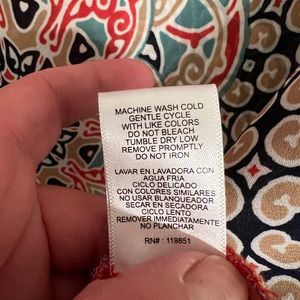 MACHINE WASH COLD
GENTLE CYCLE
WITH LIKE COLORS
DO NOT BLEACH
TUMBLE DRY LOW
REMOVE PROMPTLY
DO NOT IRON
LAVAR EN LAVADORA CON
AGUA FRIA
CICLO DELICADO
CON COLORES SIMILARES
NO USAR BLANQUEADOR
SECAR EN SECADORA
CICLO LENTO
REMOVER IMMEDIATAMENTE
NO PLANCHAR
RN# : 119851